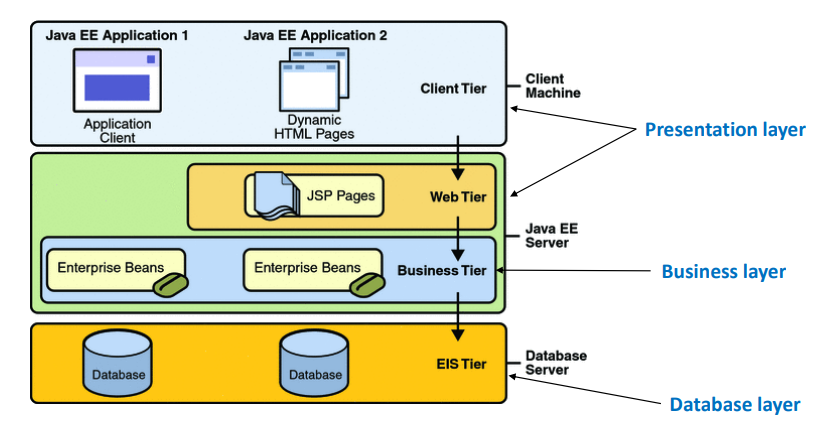 Java EE Application 1
Java EE Application 2
Application
Client
Dynamic
HTML Pages
Client Tier
Client
Machine
Presentation layer
JSP Pages
Web Tier
Java EE
Server
Enterprise Beans
Enterprise Beans
Business Tier
Business layer
Database
Database
EIS Tier
Database
Server
Database layer